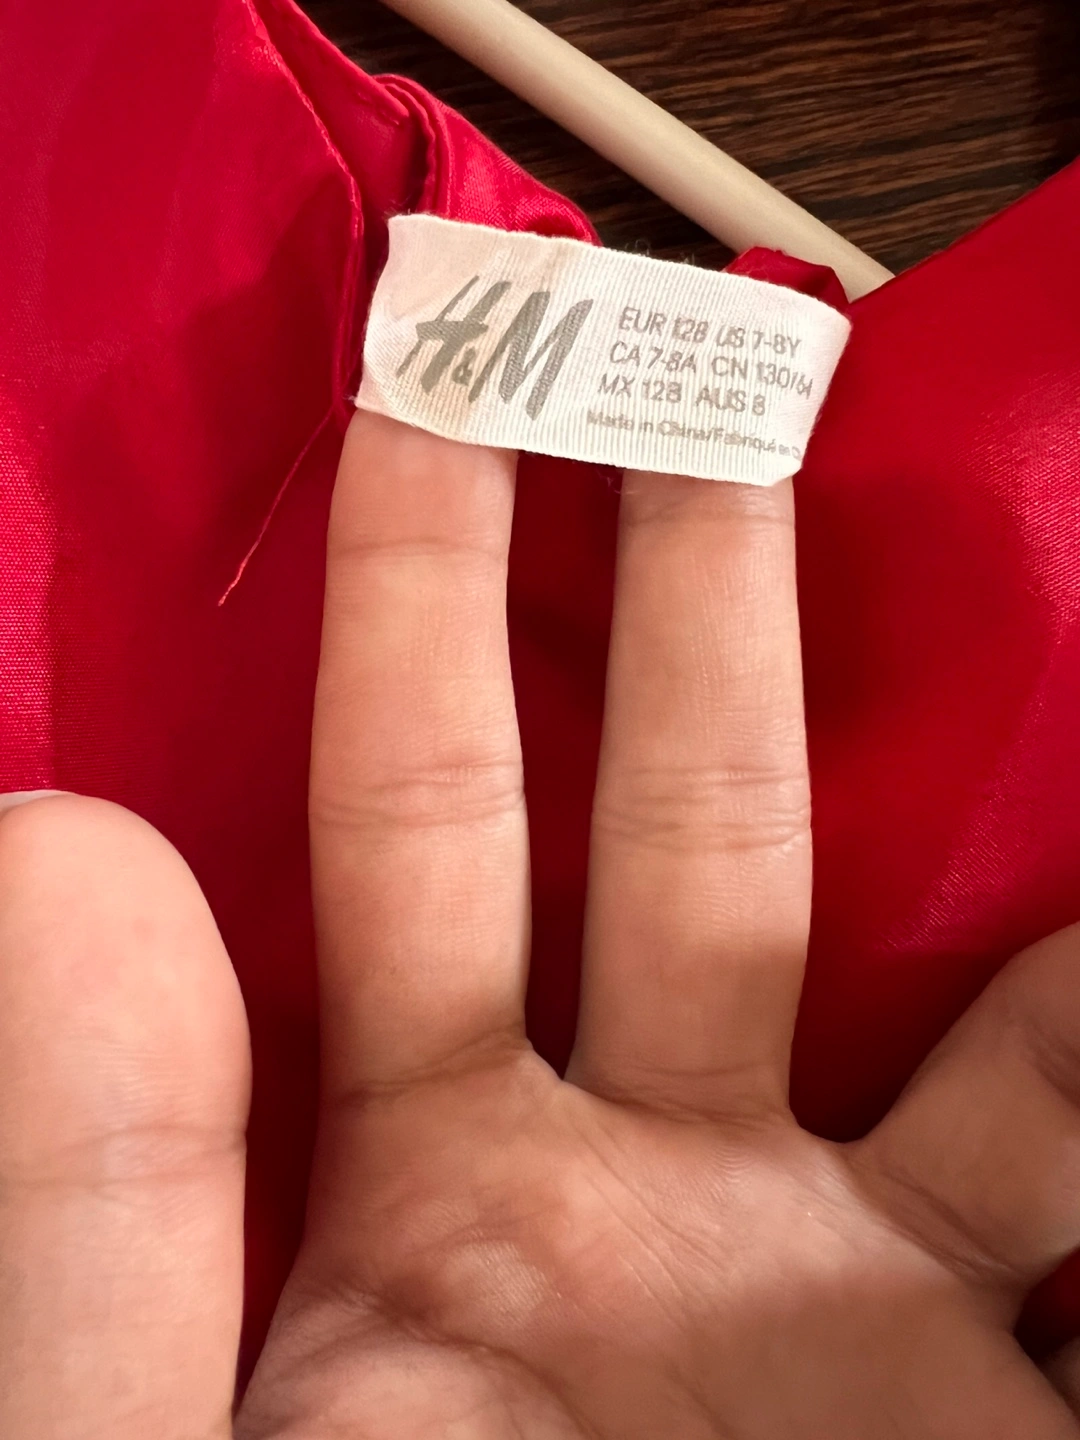 H&M
EUR 128 US 7-8Y
CA 7-8A CN 130/64
MX 128 AUS 8
Made in China/Fabriqué en